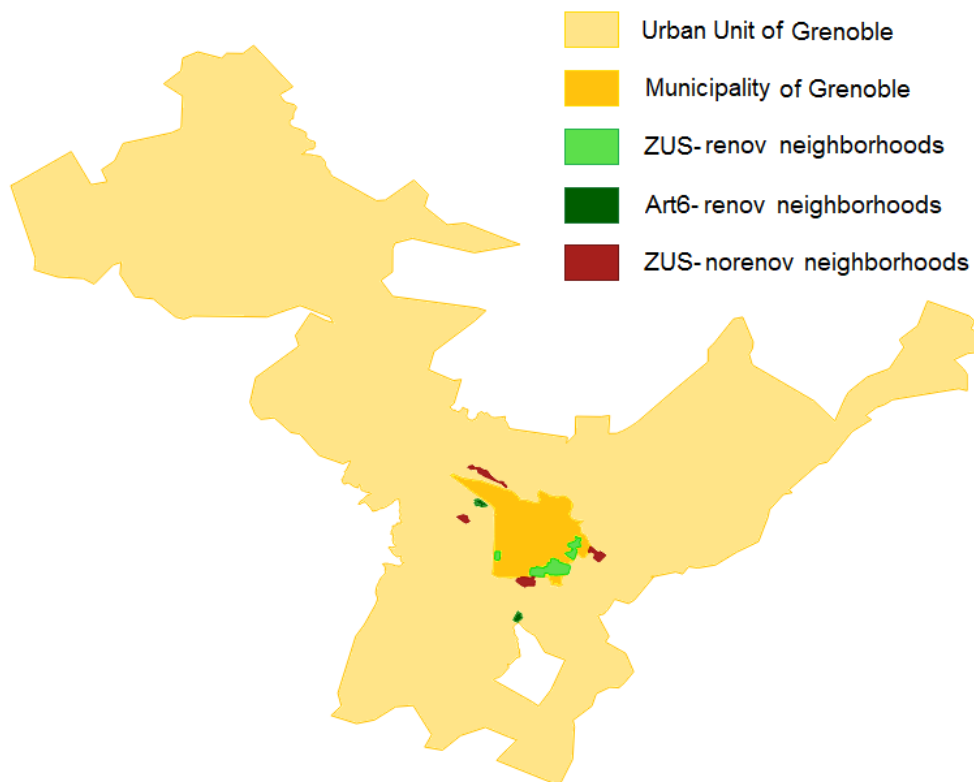 Urban Unit of Grenoble
Municipality of Grenoble
ZUS-renov neighborhoods
Art6-renov neighborhoods
ZUS-norenov neighborhoods